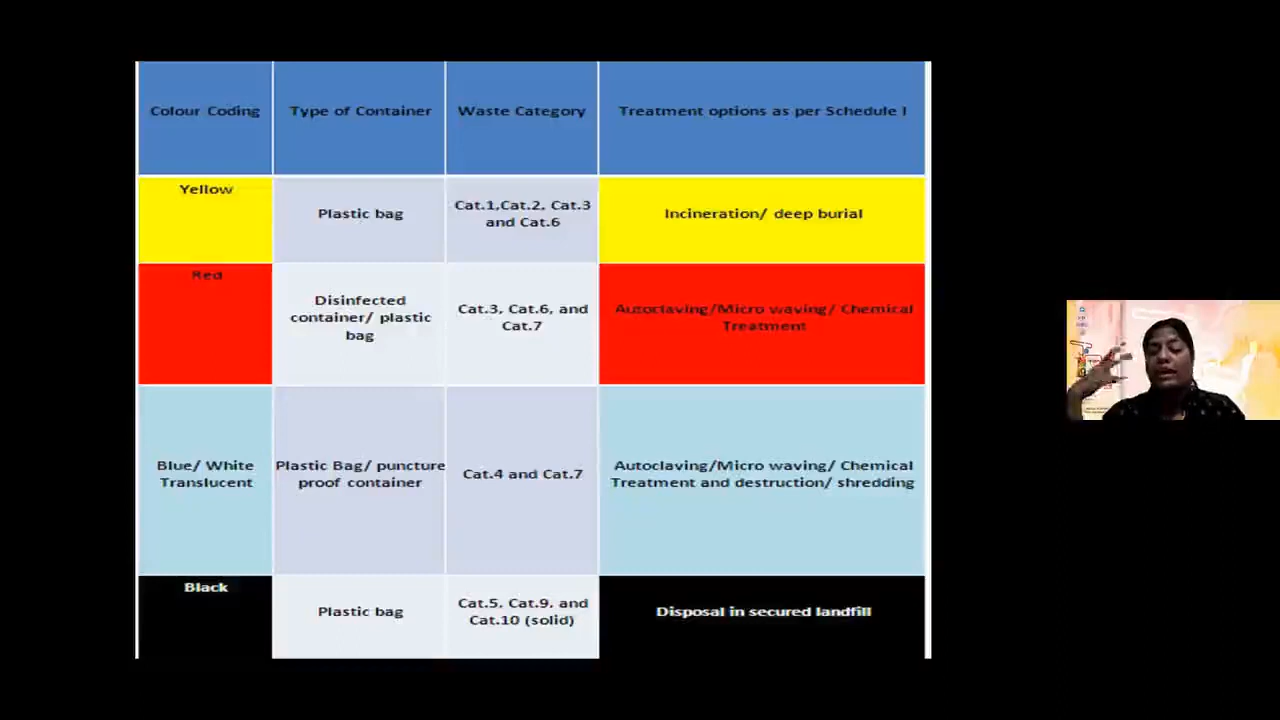 Colour Coding
Type of Container
Waste Category
Treatment options as per Schedule I
Yellow
Plastic bag
Cat.1,Cat.2, Cat.3
and Cat.6
Incineration/ deep burial
Red
Disinfected
container/ plastic
bag
Cat.3, Cat.6, and
Cat.7
Autoclaving/Micro waving/ Chemical
Treatment
Blue/ White
Translucent
Plastic Bag/ puncture
proof container
Cat.4 and Cat.7
Autoclaving/Micro waving/ Chemical
Treatment and destruction/ shredding
Black
Plastic bag
Cat.5, Cat.9, and
Cat.10 (solid)
Disposal in secured landfill